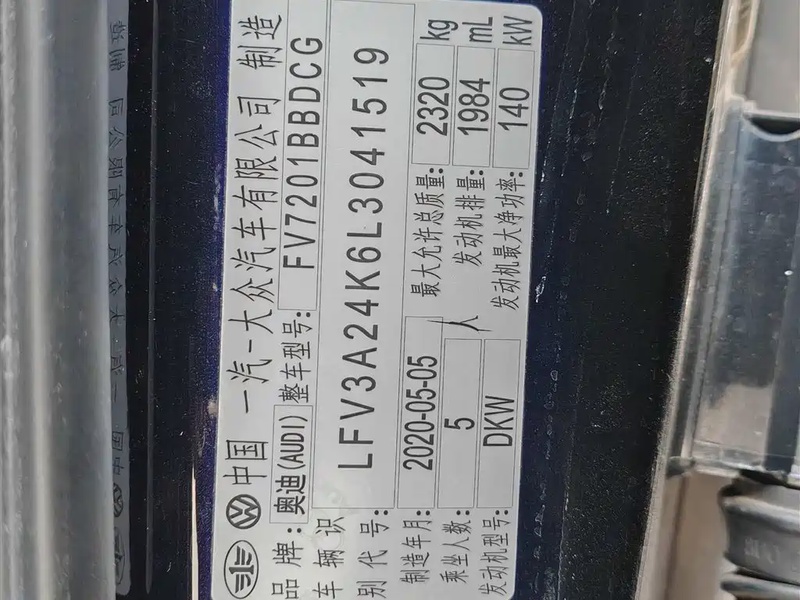 中国 一汽-大众汽车有限公司 制造
品牌: 奥迪(AUDI) 整车型号: FV7201BBDCG
车辆识别代号: LFV3A24K6L3041519
制造年月: 2020-05-05 最大允许总质量: 2320 kg
乘坐人数: 5 人 发动机排量: 1984 mL
发动机型号: DKW 发动机最大净功率: 140 kW